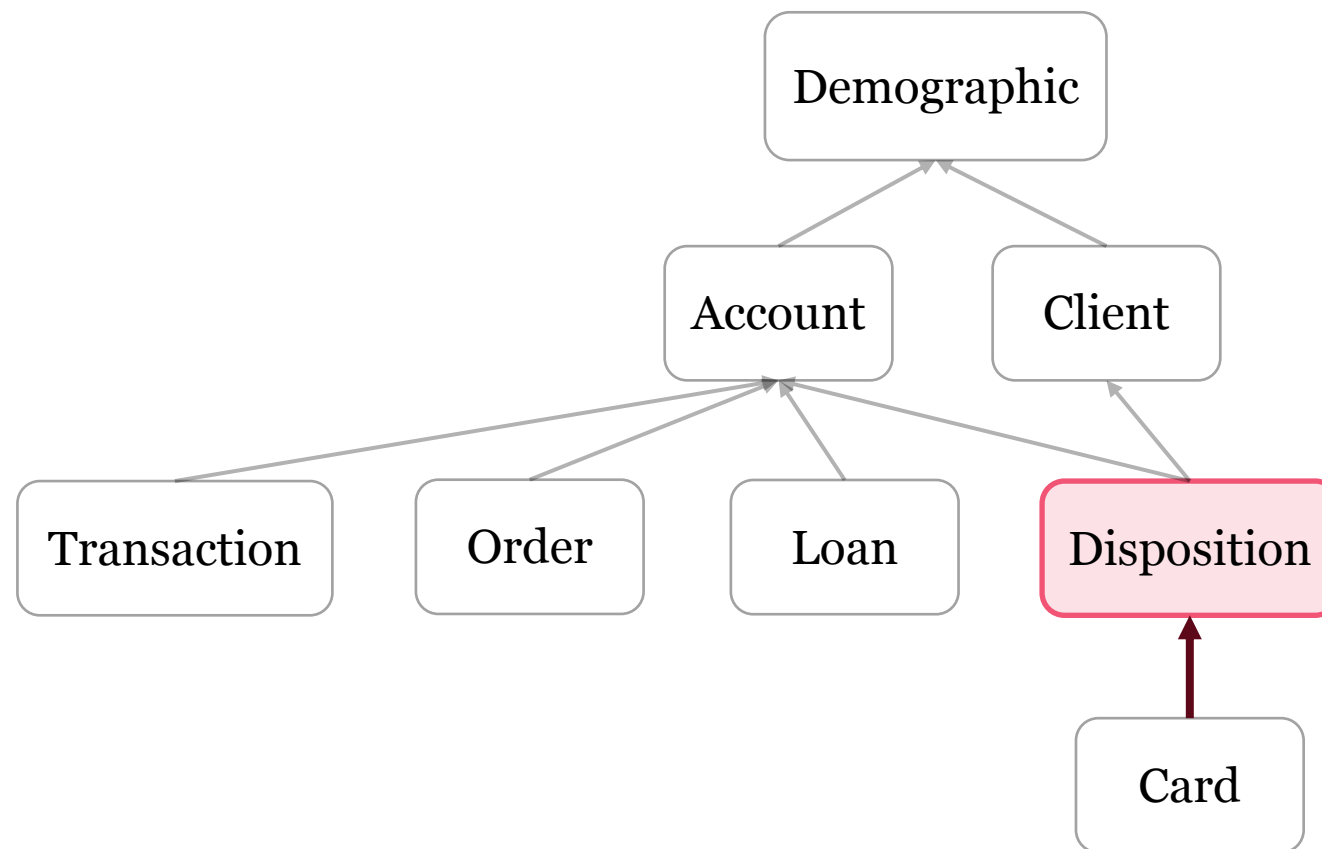 Demographic
Account
Client
Transaction
Order
Loan
Disposition
Card